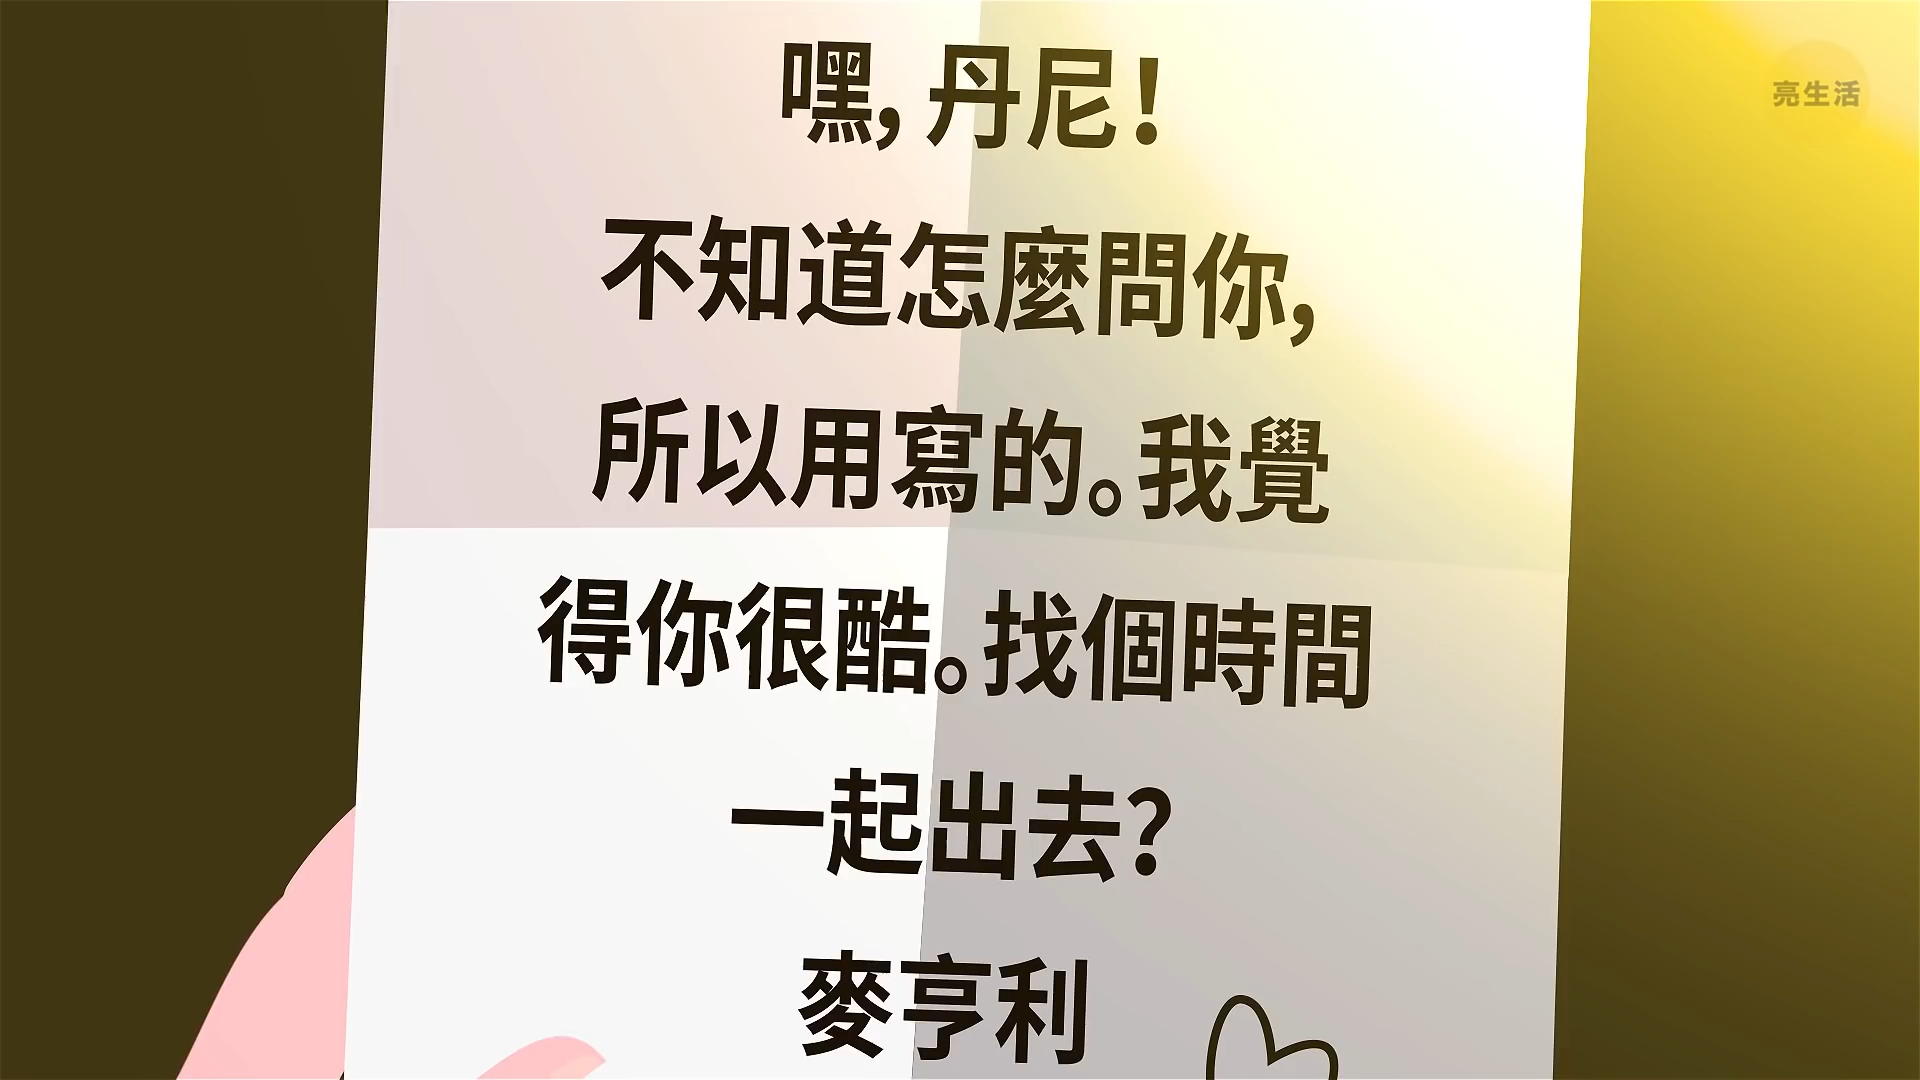 嘿，丹尼！
不知道怎麼問你，
所以用寫的。我覺
得你很酷。找個時間
一起出去？
麥亨利
亮生活